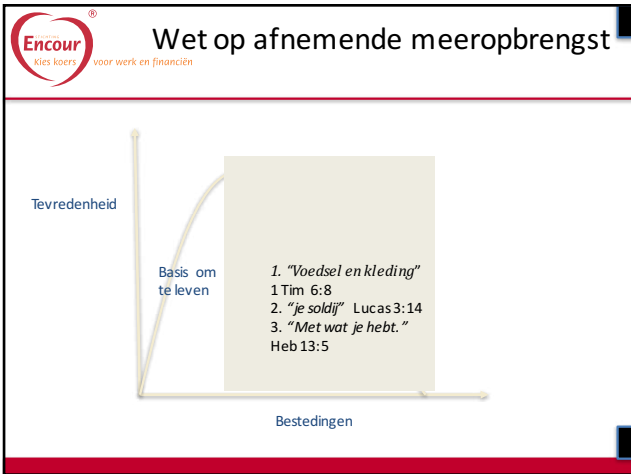 ®
Encour
Kies koers voor werk en financiën
Wet op afnemende meeropbrengst
Tevredenheid
Basis om
te leven
1. “Voedsel en kleding”
1 Tim 6:8
2. “je soldij” Lucas 3:14
3. “Met wat je hebt.”
Heb 13:5
Bestedingen